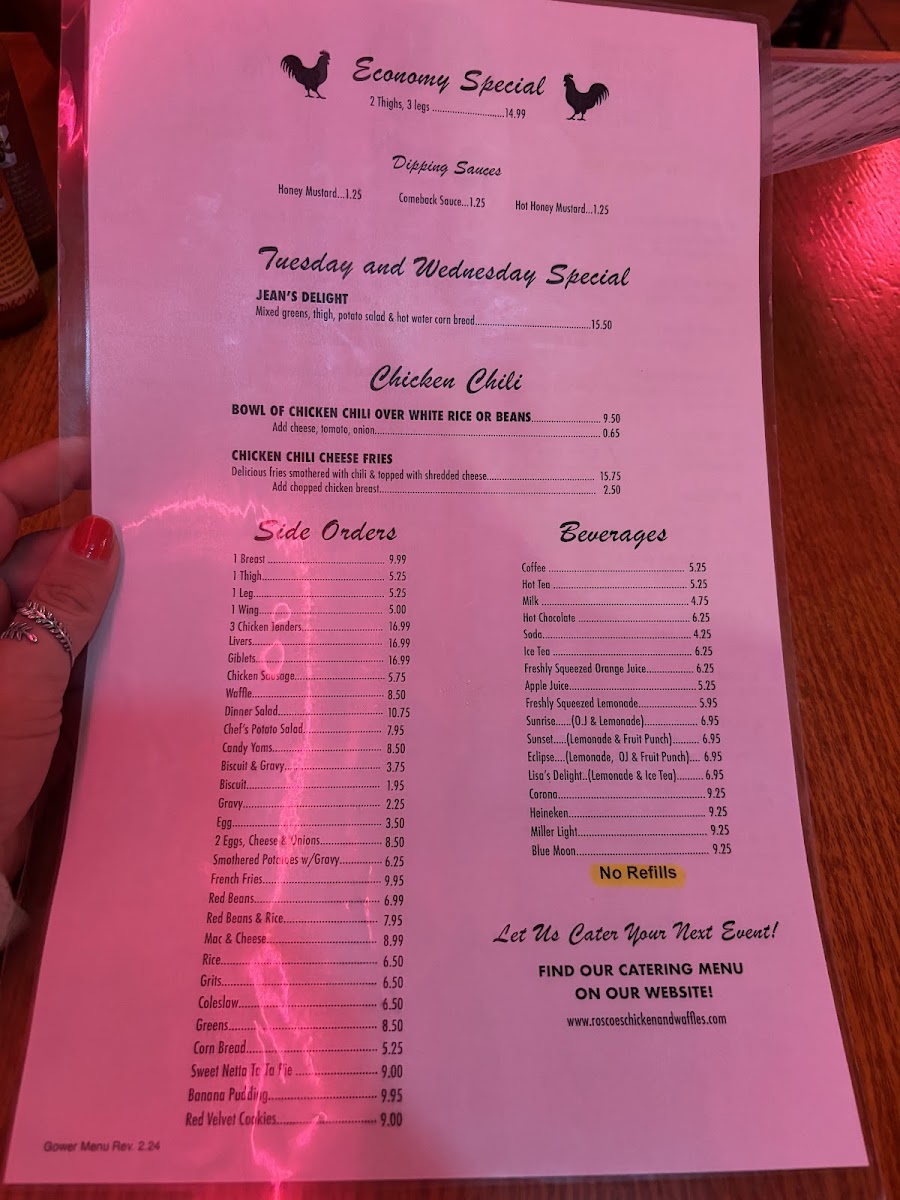 Economy Special
2 Thighs, 3 legs ............................14.99
Dipping Sauces
Honey Mustard...1.25 Comeback Sauce...1.25 Hot Honey Mustard...1.25
Tuesday and Wednesday Special
JEAN'S DELIGHT
Mixed greens, thigh, potato salad & hot water corn bread............................................15.50
Chicken Chili
BOWL OF CHICKEN CHILI OVER WHITE RICE OR BEANS........................ 9.50
Add cheese, tomato, onion................................................................................ 0.65
CHICKEN CHILI CHEESE FRIES
Delicious fries smothered with chili & topped with shredded cheese...................................... 15.75
Add chopped chicken breast............................................................................ 2.50
Side Orders
1 Breast ........................................ 9.99
1 Thigh.......................................... 5.25
1 Leg............................................. 5.25
1 Wing........................................... 5.00
3 Chicken Tenders............................ 16.99
Livers............................................ 16.99
Giblets........................................... 16.99
Chicken Sausage.............................. 5.75
Waffle............................................ 8.50
Dinner Salad................................... 10.75
Chef's Potato Salad.......................... 7.95
Candy Yams.................................... 8.50
Biscuit & Gravy................................ 3.75
Biscuit............................................ 1.95
Gravy............................................. 2.25
Egg................................................ 3.50
2 Eggs, Cheese & Onions.................... 8.50
Smothered Potatoes w/Gravy.............. 6.25
French Fries.................................... 9.95
Red Beans...................................... 6.99
Red Beans & Rice............................. 7.95
Mac & Cheese.................................. 8.99
Rice............................................... 6.50
Grits.............................................. 6.50
Coleslaw......................................... 6.50
Greens........................................... 8.50
Corn Bread...................................... 5.25
Sweet Netta Ta Ta Pie ...................... 9.00
Banana Pudding............................... 9.95
Red Velvet Cookies........................... 9.00
Gower Menu Rev. 2.24
Beverages
Coffee ................................................ 5.25
Hot Tea ............................................... 5.25
Milk .................................................... 4.75
Hot Chocolate ....................................... 6.25
Soda.................................................... 4.25
Ice Tea ................................................ 6.25
Freshly Squeezed Orange Juice................. 6.25
Apple Juice............................................ 5.25
Freshly Squeezed Lemonade..................... 5.95
Sunrise......(O.J & Lemonade)................... 6.95
Sunset.....(Lemonade & Fruit Punch).......... 6.95
Eclipse....(Lemonade, OJ & Fruit Punch).... 6.95
Lisa's Delight..(Lemonade & Ice Tea).......... 6.95
Corona................................................. 9.25
Heineken............................................... 9.25
Miller Light........................................... 9.25
Blue Moon............................................. 9.25
No Refills
Let Us Cater Your Next Event!
FIND OUR CATERING MENU
ON OUR WEBSITE!
www.roscoeschickenandwaffles.com